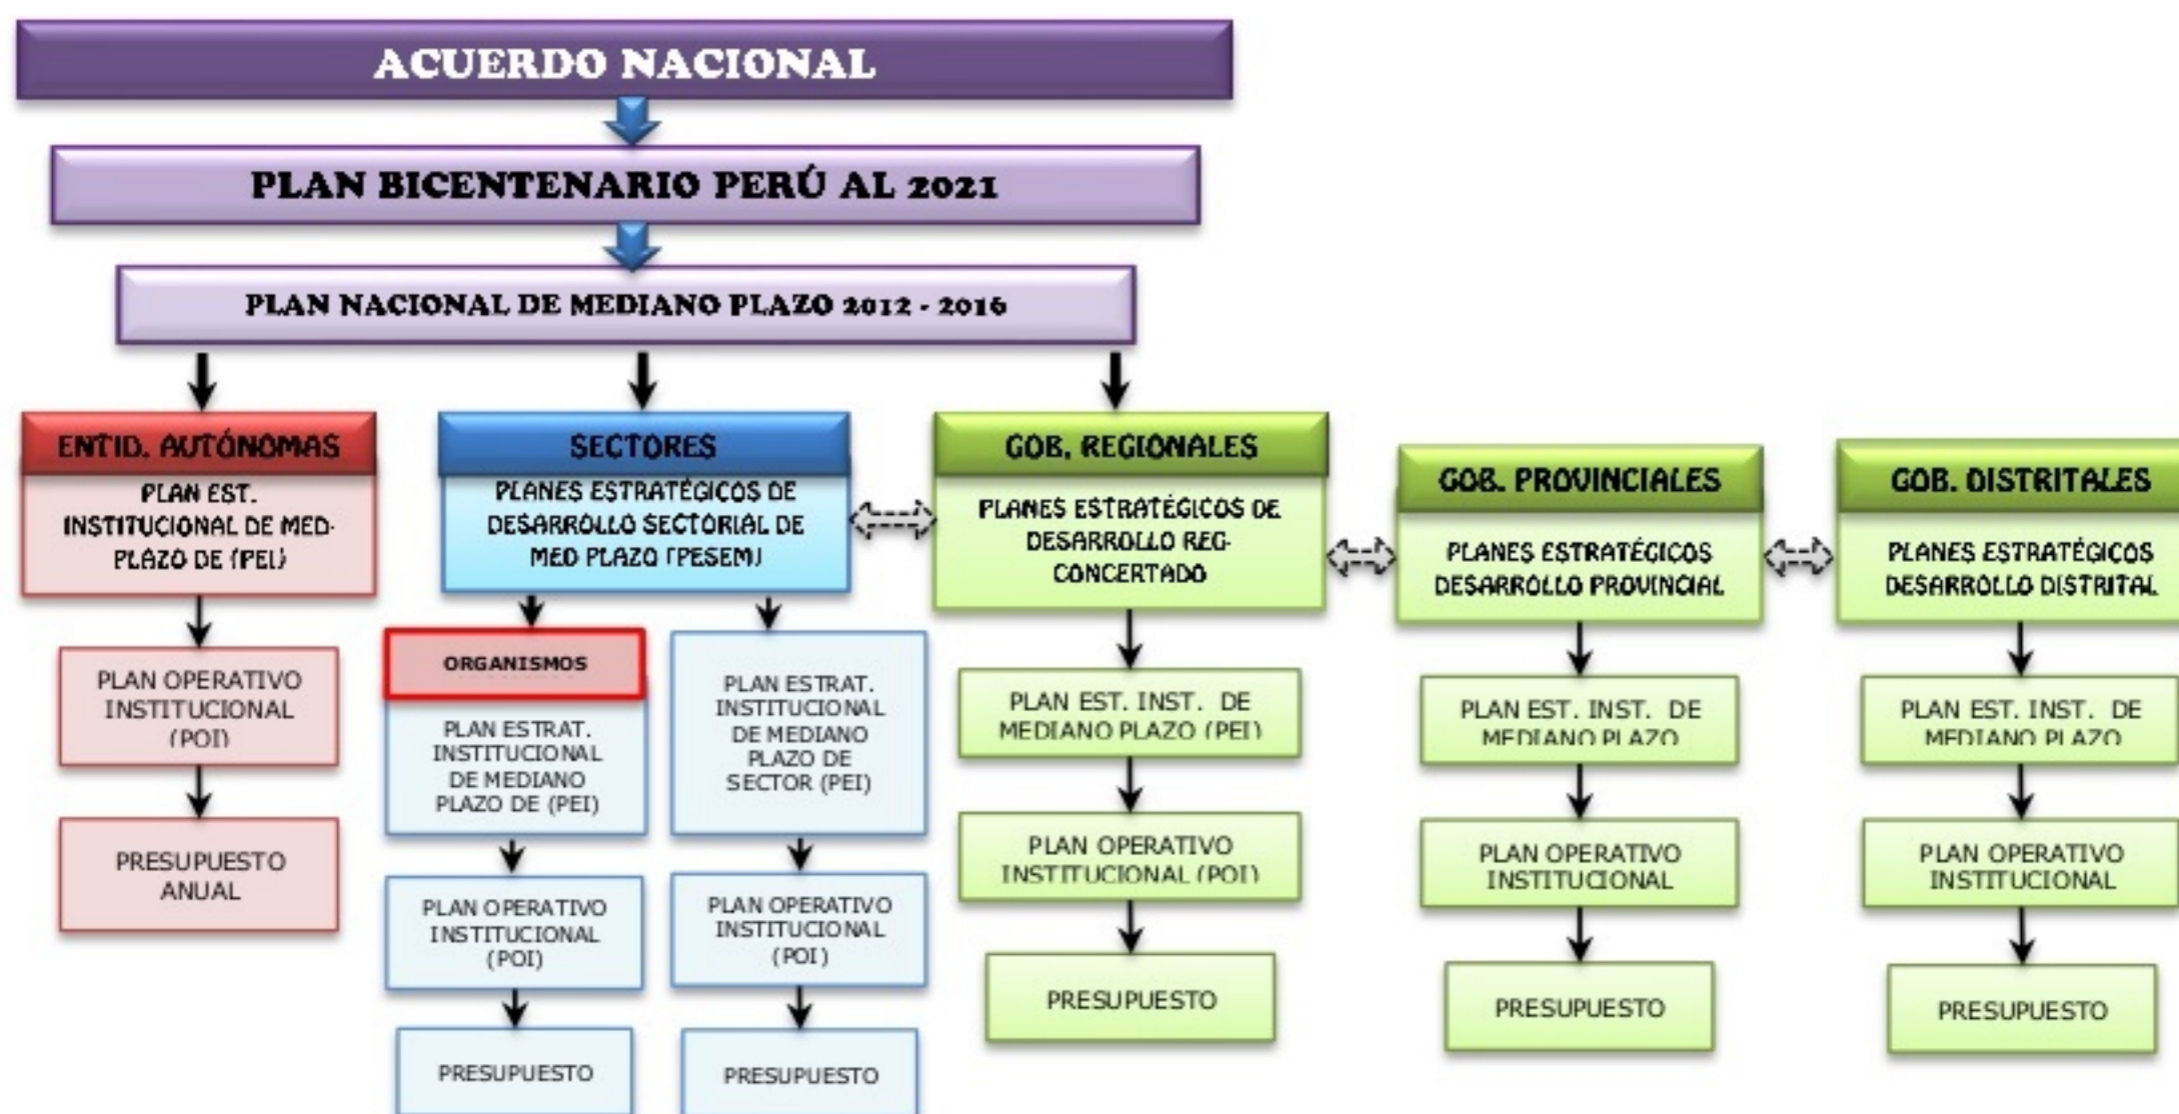 ACUERDO NACIONAL
PLAN BICENTENARIO PERÚ AL 2021
PLAN NACIONAL DE MEDIANO PLAZO 2012 - 2016
ENTID. AUTÓNOMAS
PLAN EST.
INSTITUCIONAL DE MED-
PLAZO DE (PEI)
PLAN OPERATIVO
INSTITUCIONAL
(POI)
PRESUPUESTO
ANUAL
SECTORES
PLANES ESTRATÉGICOS DE
DESARROLLO SECTORIAL DE
MED PLAZO (PESEM)
ORGANISMOS
PLAN ESTRAT.
INSTITUCIONAL
DE MEDIANO
PLAZO DE (PEI)
PLAN OPERATIVO
INSTITUCIONAL
(POI)
PRESUPUESTO
PLAN ESTRAT.
INSTITUCIONAL
DE MEDIANO
PLAZO DE
SECTOR (PEI)
PLAN OPERATIVO
INSTITUCIONAL
(POI)
PRESUPUESTO
GOB. REGIONALES
PLANES ESTRATÉGICOS DE
DESARROLLO REG-
CONCERTADO
PLAN EST. INST. DE
MEDIANO PLAZO (PEI)
PLAN OPERATIVO
INSTITUCIONAL (POI)
PRESUPUESTO
GOB. PROVINCIALES
PLANES ESTRATÉGICOS
DESARROLLO PROVINCIAL
PLAN EST. INST. DE
MEDIANO PLAZO
PLAN OPERATIVO
INSTITUCIONAL
PRESUPUESTO
GOB. DISTRITALES
PLANES ESTRATÉGICOS
DESARROLLO DISTRITAL
PLAN EST. INST. DE
MEDIANO PLAZO
PLAN OPERATIVO
INSTITUCIONAL
PRESUPUESTO